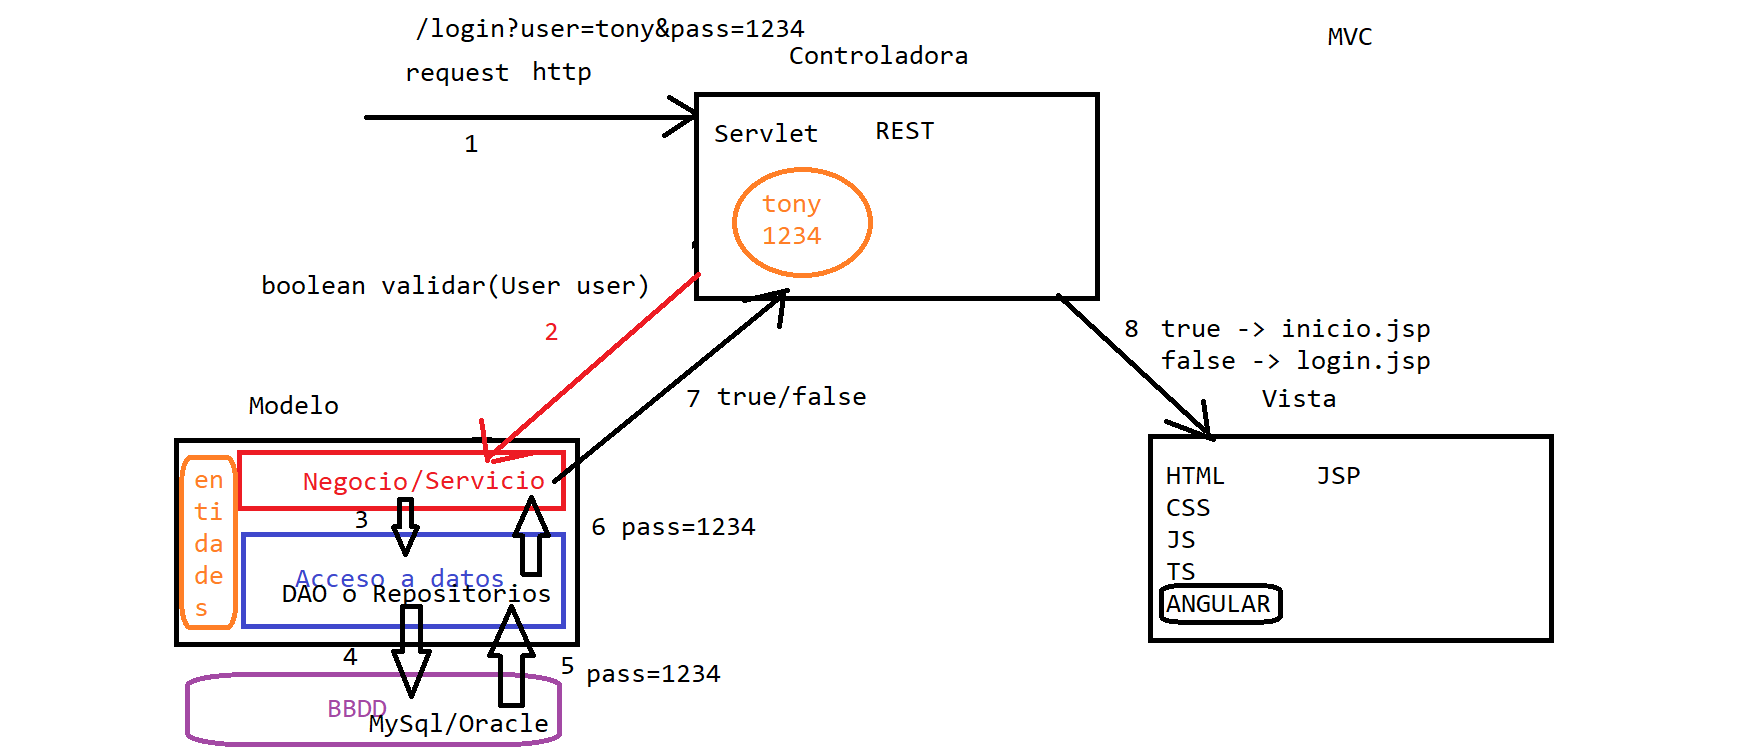 /login?user=tony&pass=1234
MVC
Controladora
request http
1
Servlet
REST
tony
1234
boolean validar(User user)
2
8 true -> inicio.jsp
false -> login.jsp
7 true/false
Vista
Modelo
en
ti
da
de
s
Negocio/Servicio
3
6 pass=1234
Acceso a datos
DAO o Repositorios
4
5 pass=1234
BBDD
MySql/Oracle
HTML
JSP
CSS
JS
TS
ANGULAR